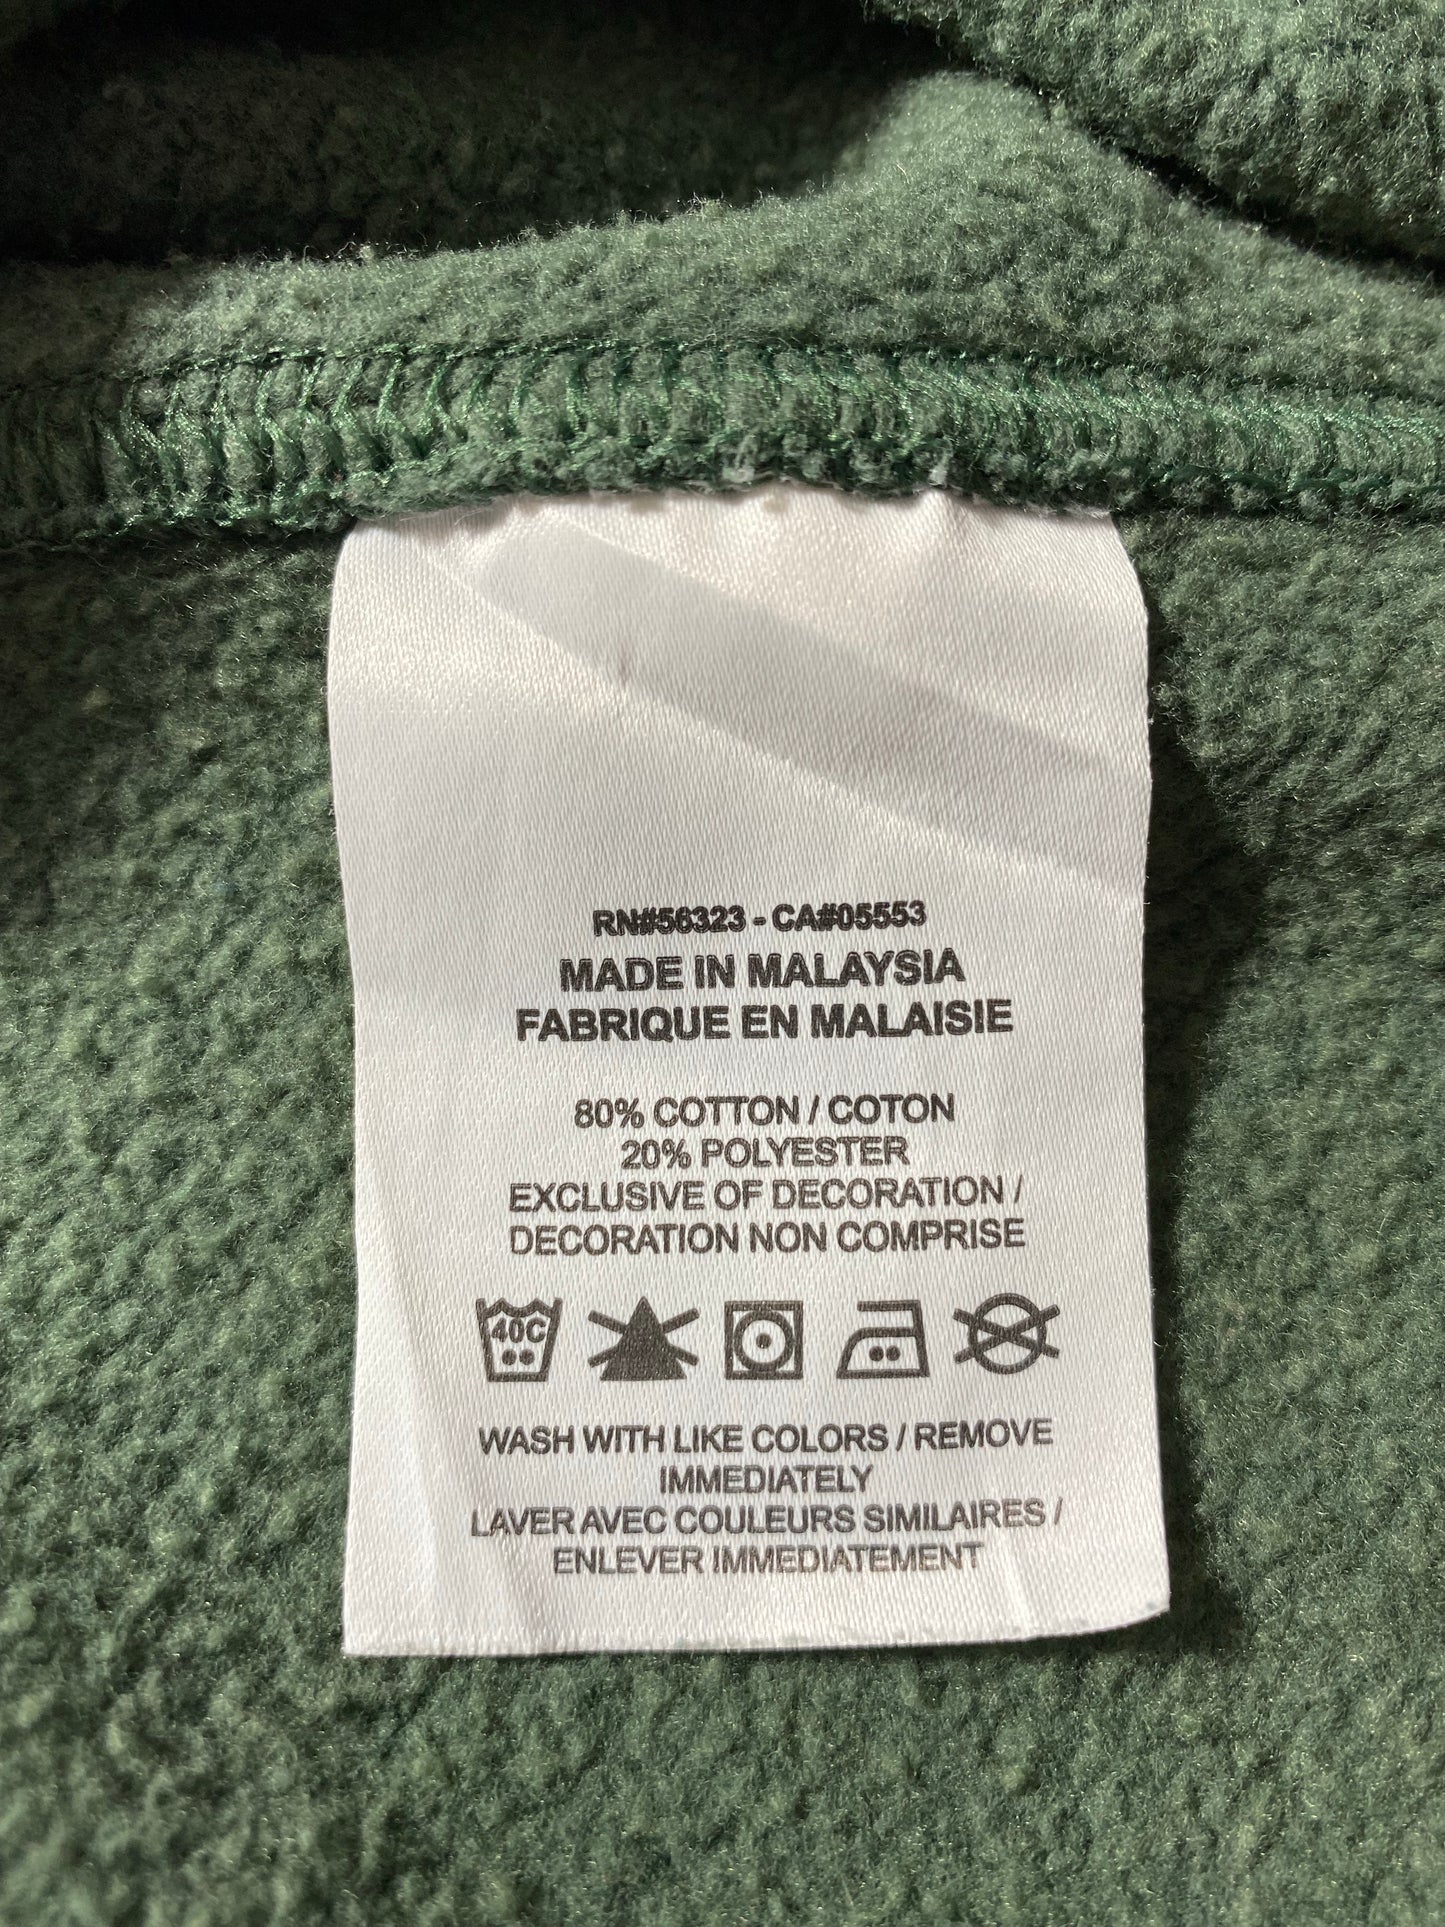 RN#56323 - CA#05553
MADE IN MALAYSIA
FABRIQUE EN MALAISIE
80% COTTON / COTON
20% POLYESTER
EXCLUSIVE OF DECORATION /
DECORATION NON COMPRISE
40C
WASH WITH LIKE COLORS / REMOVE
IMMEDIATELY
LAVER AVEC COULEURS SIMILAIRES /
ENLEVER IMMEDIATEMENT